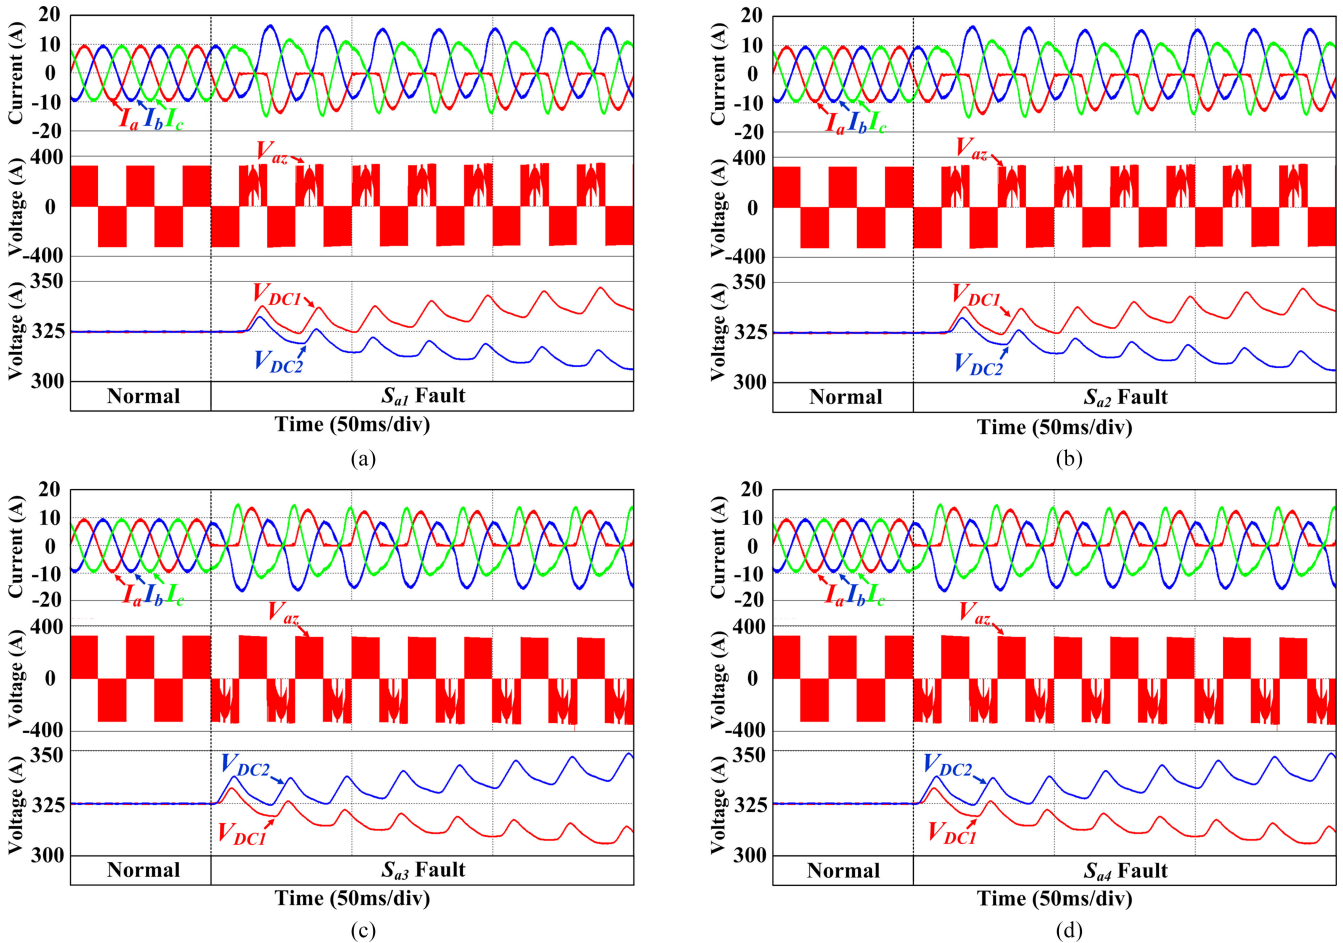 Current (A)
20
10
0
-10
-20
Ia Ib Ic
Voltage (A)
400
0
-400
Vaz
Voltage (A)
350
325
300
VDC1
VDC2
Normal
Sa1 Fault
Time (50ms/div)
(a)
Current (A)
20
10
0
-10
-20
Ia Ib Ic
Voltage (A)
400
0
-400
Vaz
Voltage (A)
350
325
300
VDC1
VDC2
Normal
Sa2 Fault
Time (50ms/div)
(b)
Current (A)
20
10
0
-10
-20
Ia Ib Ic
Voltage (A)
400
0
-400
Vaz
Voltage (A)
350
325
300
VDC2
VDC1
Normal
Sa3 Fault
Time (50ms/div)
(c)
Current (A)
20
10
0
-10
-20
Ia Ib Ic
Voltage (A)
400
0
-400
Vaz
Voltage (A)
350
325
300
VDC2
VDC1
Normal
Sa4 Fault
Time (50ms/div)
(d)